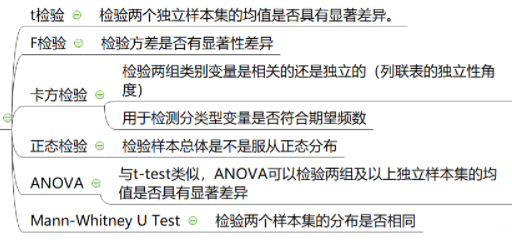 t检验 检验两个独立样本集的均值是否具有显著差异。
F检验 检验方差是否有显著性差异
卡方检验
检验两组类别变量是相关的还是独立的（列联表的独立性角
度）
用于检测分类型变量是否符合期望频数
正态检验 检验样本总体是不是服从正态分布
ANOVA
与t-test类似，ANOVA可以检验两组及以上独立样本集的均
值是否具有显著差异
Mann-Whitney U Test 检验两个样本集的分布是否相同